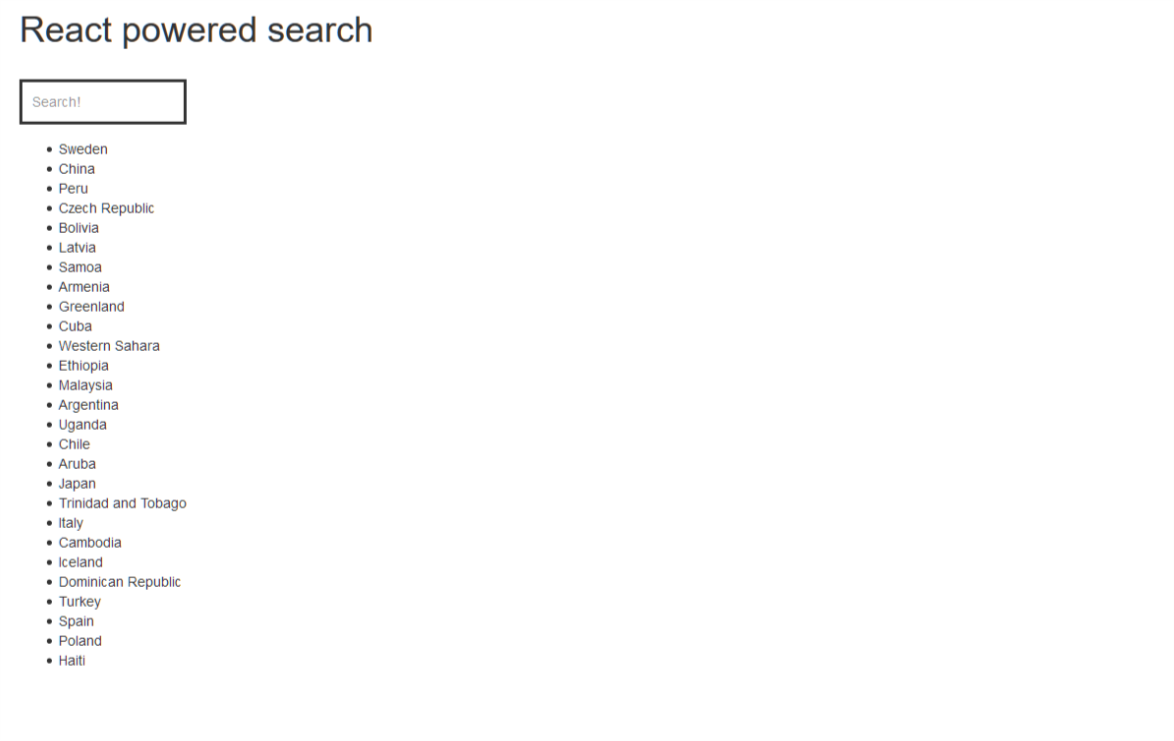 React powered search
Search!
Sweden
China
Peru
Czech Republic
Bolivia
Latvia
Samoa
Armenia
Greenland
Cuba
Western Sahara
Ethiopia
Malaysia
Argentina
Uganda
Chile
Aruba
Japan
Trinidad and Tobago
Italy
Cambodia
Iceland
Dominican Republic
Turkey
Spain
Poland
Haiti